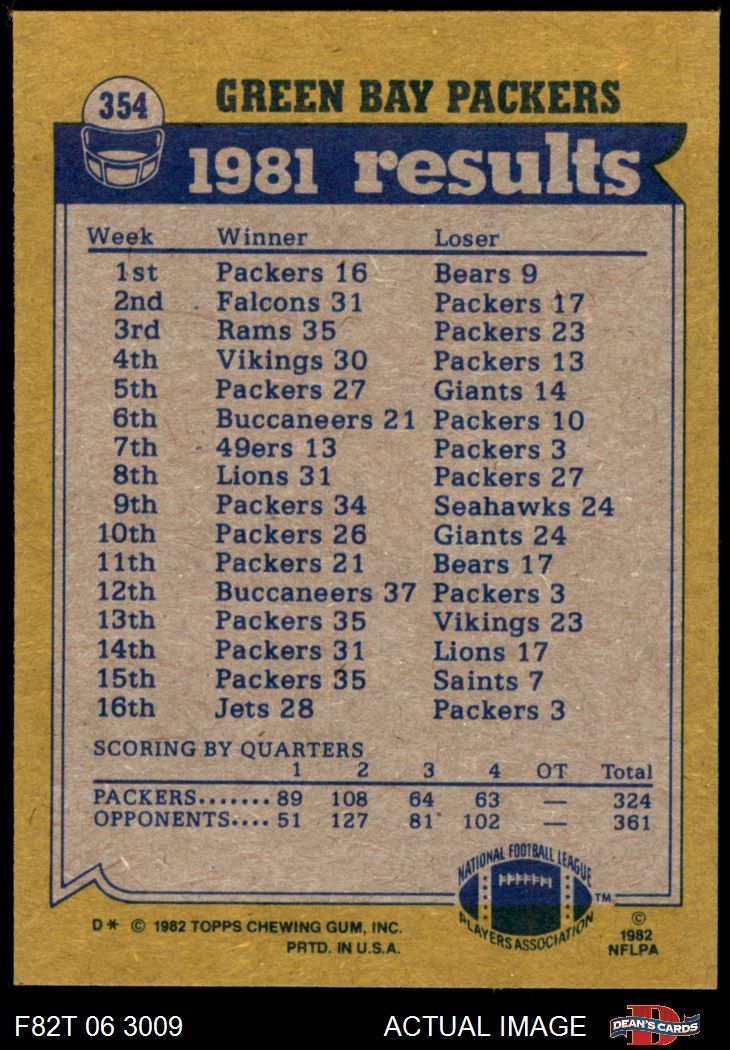 354
GREEN BAY PACKERS
1981 results
Week Winner Loser
1st Packers 16 Bears 9
2nd Falcons 31 Packers 17
3rd Rams 35 Packers 23
4th Vikings 30 Packers 13
5th Packers 27 Giants 14
6th Buccaneers 21 Packers 10
7th 49ers 13 Packers 3
8th Lions 31 Packers 27
9th Packers 34 Seahawks 24
10th Packers 26 Giants 24
11th Packers 21 Bears 17
12th Buccaneers 37 Packers 3
13th Packers 35 Vikings 23
14th Packers 31 Lions 17
15th Packers 35 Saints 7
16th Jets 28 Packers 3
SCORING BY QUARTERS
1 2 3 4 OT Total
PACKERS....... 89 108 64 63 — 324
OPPONENTS.... 51 127 81 102 — 361
NATIONAL FOOTBALL LEAGUE
PLAYERS ASSOCIATION
TM
D* © 1982 TOPPS CHEWING GUM, INC.
PRTD. IN U.S.A.
©
1982
NFLPA
F82T 06 3009 ACTUAL IMAGE
D
DEAN'S CARDS